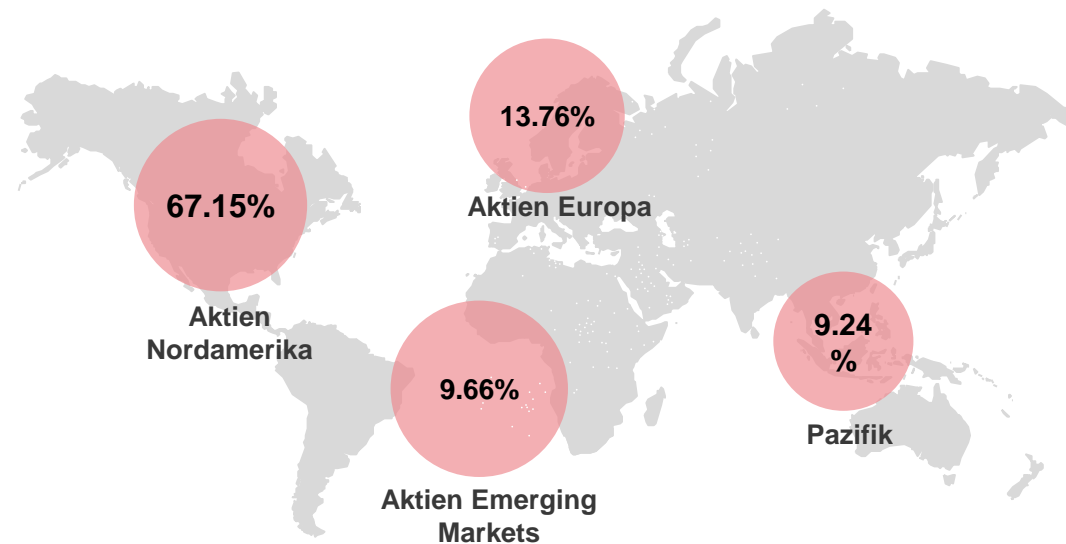 67.15%
Aktien
Nordamerika
13.76%
Aktien Europa
9.66%
Aktien Emerging
Markets
9.24
%
Pazifik